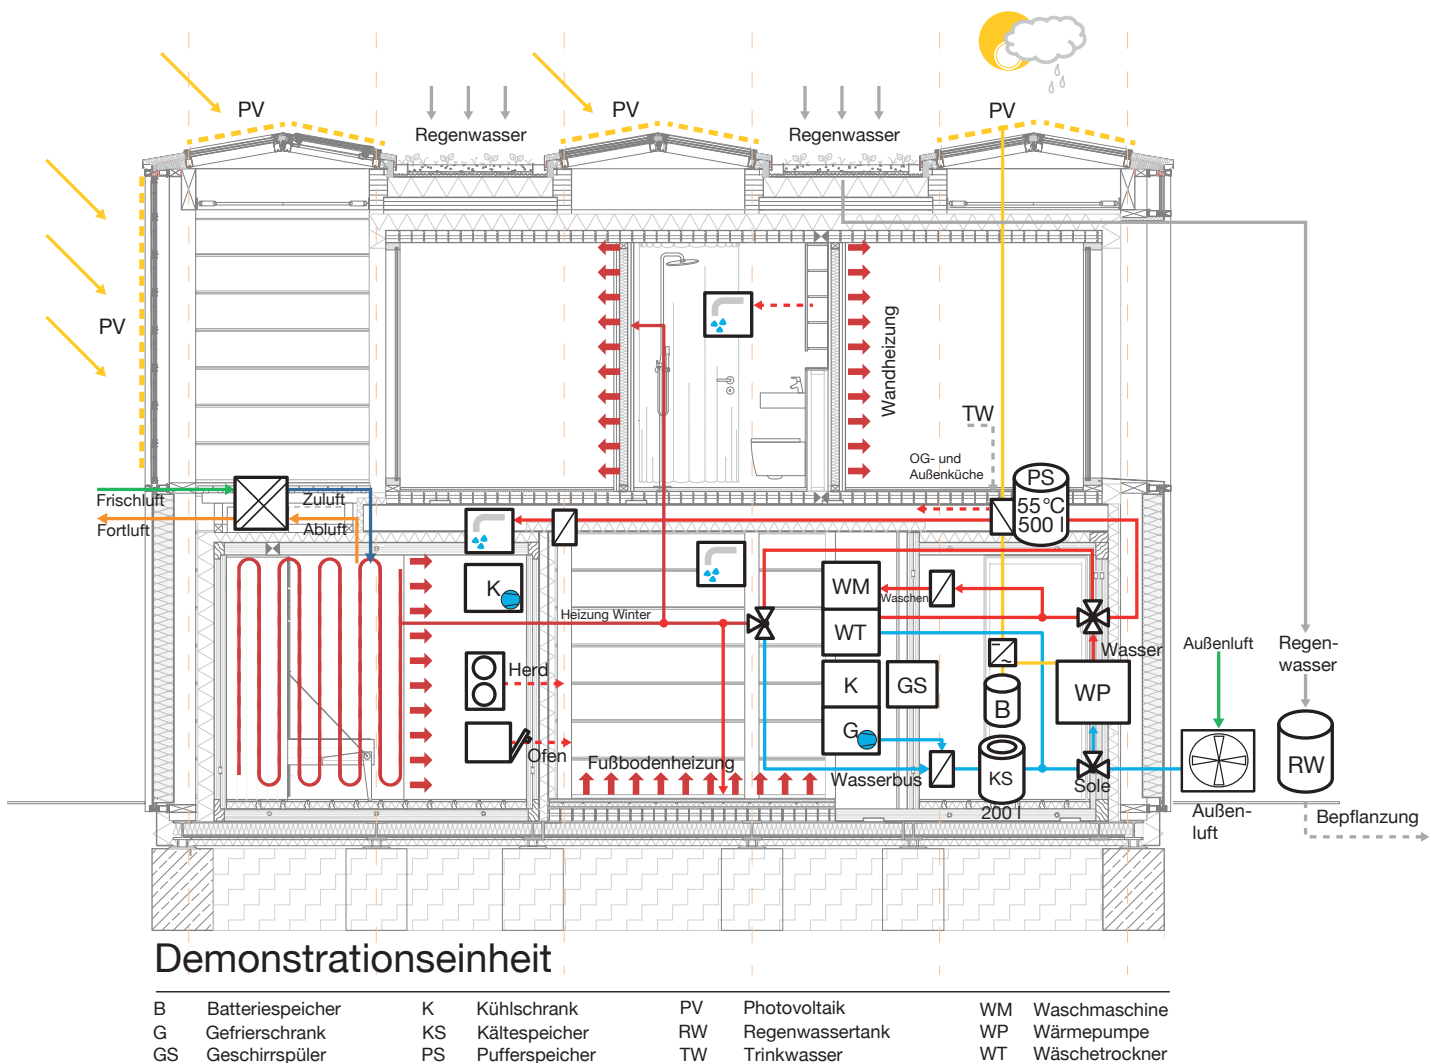 PV
Regenwasser
PV
Regenwasser
PV
PV
Wandheizung
TW
OG- und
Außenküche
PS
55 °C
500 l
Frischluft
Zuluft
Fortluft
Abluft
K
WM
Waschen
WT
Heizung Winter
Wasser
Außenluft
Regen-
wasser
Herd
K
GS
WP
B
G
Ofen
Fußbodenheizung
Wasserbus
KS
200 l
Sole
RW
Außen-
luft
Bepflanzung
Demonstrationseinheit
B Batteriespeicher K Kühlschrank PV Photovoltaik WM Waschmaschine
G Gefrierschrank KS Kältespeicher RW Regenwassertank WP Wärmepumpe
GS Geschirrspüler PS Pufferspeicher TW Trinkwasser WT Wäschetrockner